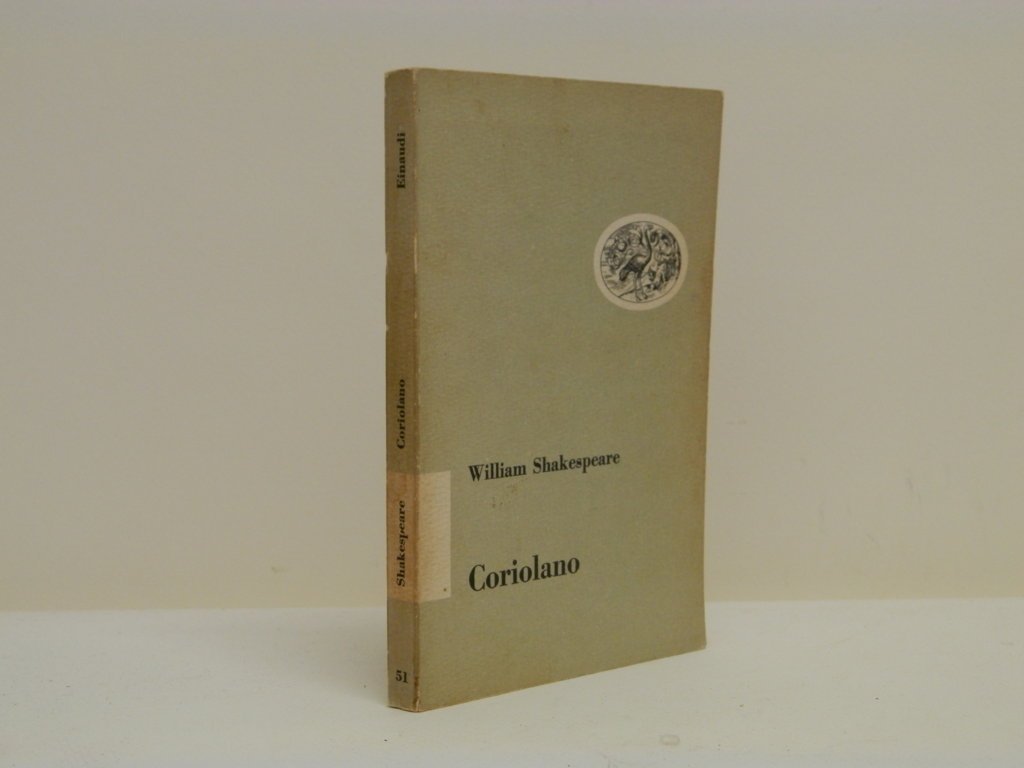 William Shakespeare
Coriolano
Einaudi
Coriolano
Shakespeare
51